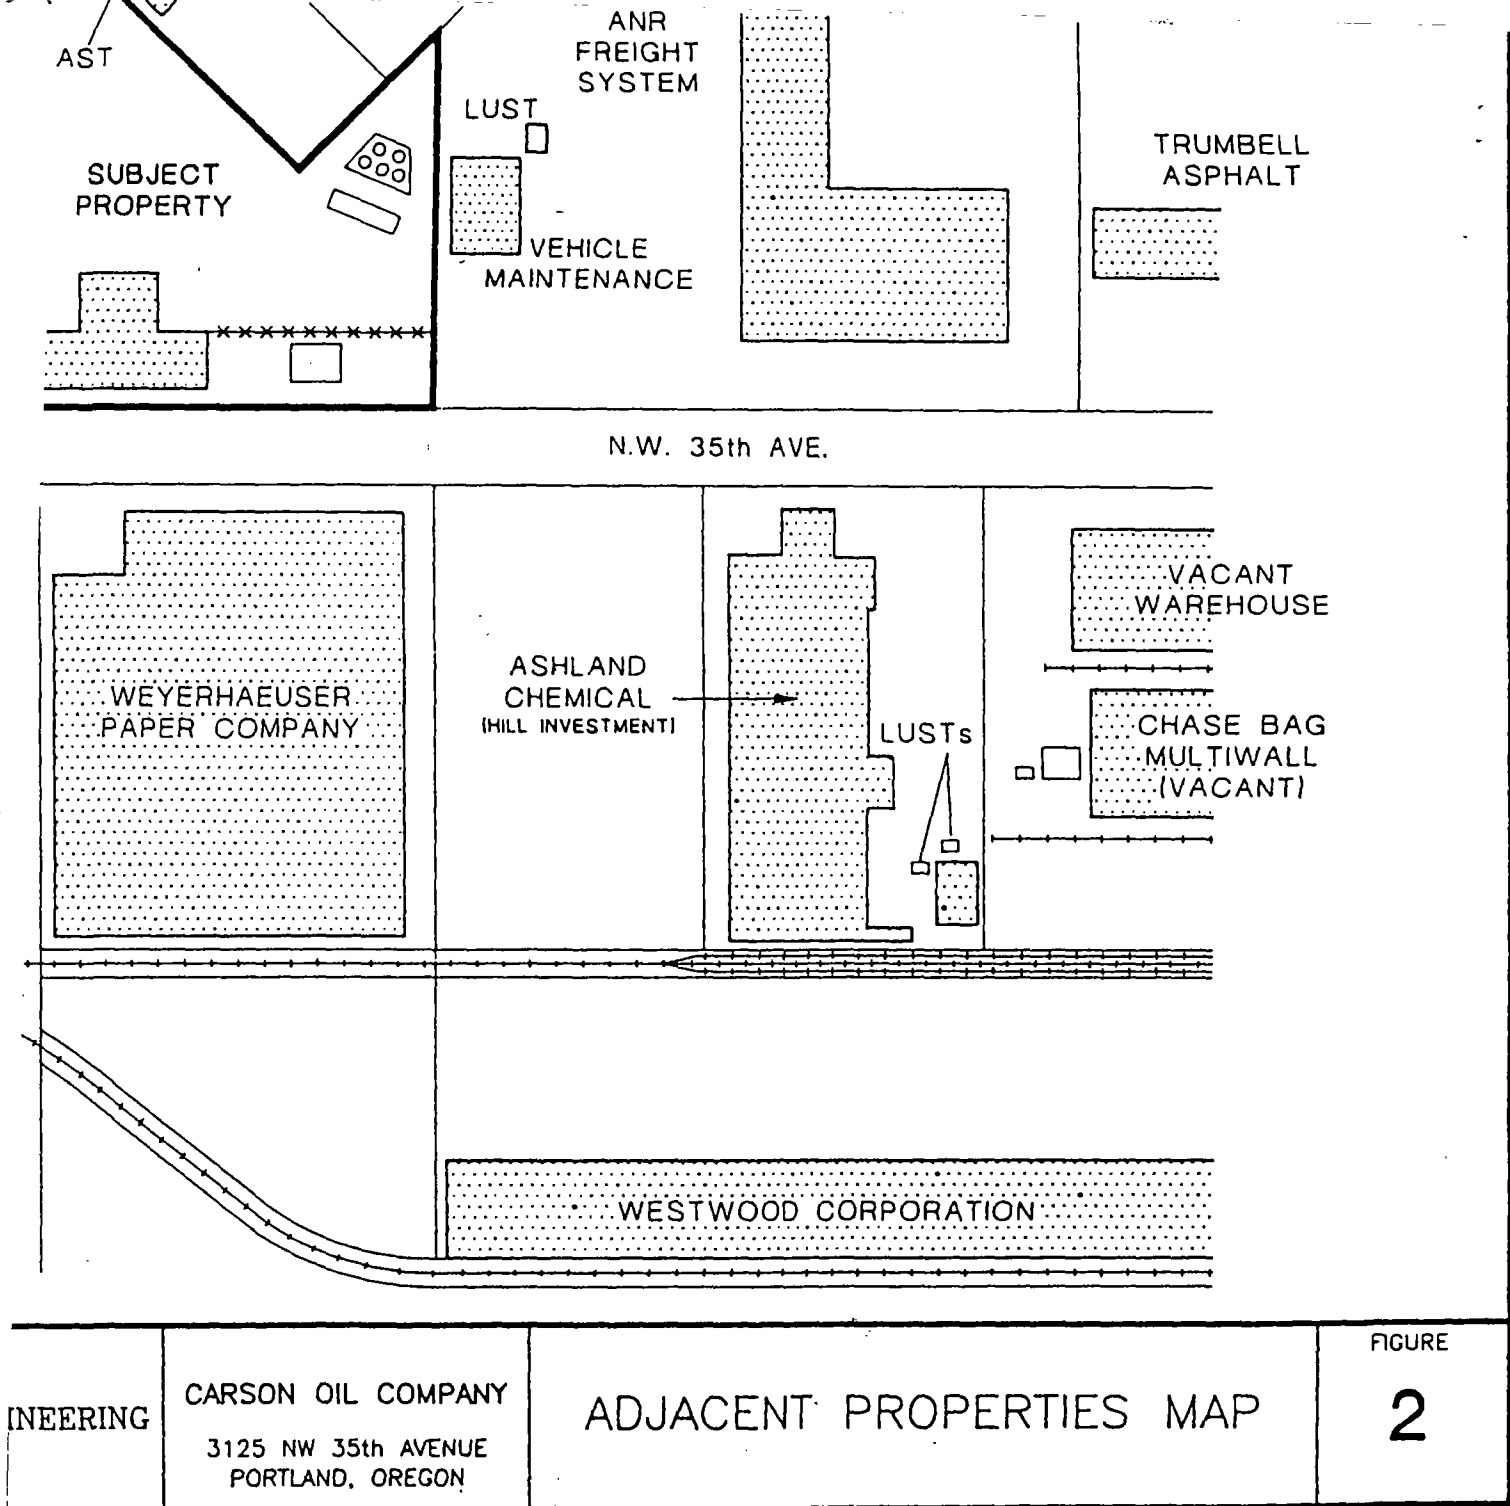 AST
ANR
FREIGHT
SYSTEM
LUST
TRUMBELL
ASPHALT
SUBJECT
PROPERTY
VEHICLE
MAINTENANCE
N.W. 35th AVE.
VACANT
WAREHOUSE
ASHLAND
CHEMICAL
(HILL INVESTMENT)
WEYERHAEUSER
PAPER COMPANY
LUSTs
CHASE BAG
MULTIWALL
(VACANT)
WESTWOOD CORPORATION
INEERING
CARSON OIL COMPANY
3125 NW 35th AVENUE
PORTLAND, OREGON
ADJACENT PROPERTIES MAP
FIGURE
2